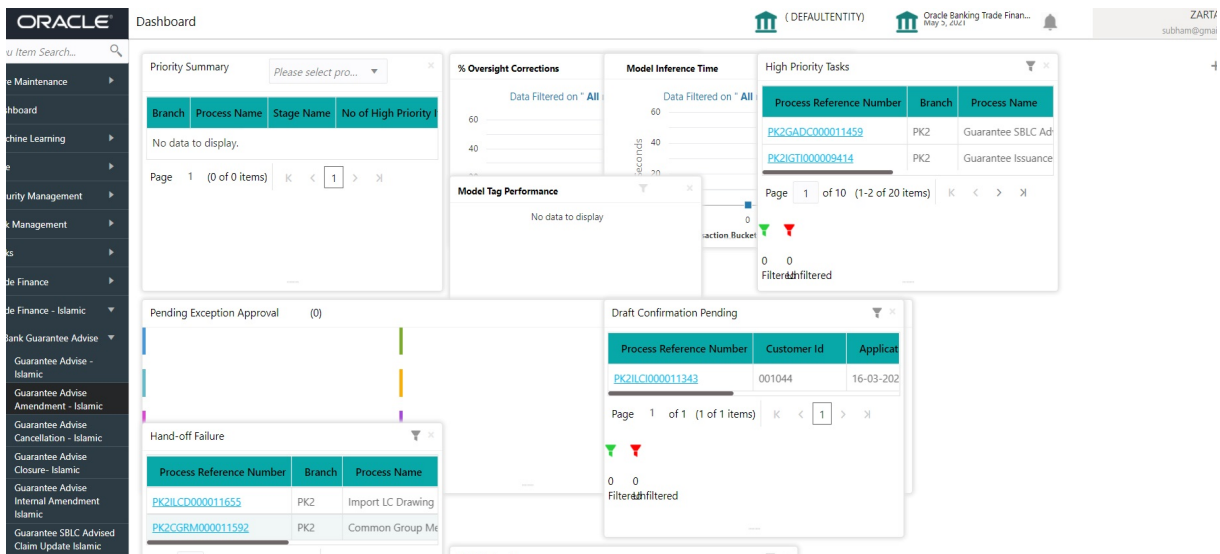 ORACLE
Dashboard
( DEFAULTENTITY)
Oracle Banking Trade Finan...
May 5, 2021
ZARTA
subham@gmai
u Item Search...
e Maintenance
shboard
chine Learning
e
urity Management
k Management
ks
de Finance
de Finance - Islamic
Bank Guarantee Advise
Guarantee Advise -
Islamic
Guarantee Advise
Amendment - Islamic
Guarantee Advise
Cancellation - Islamic
Guarantee Advise
Closure- Islamic
Guarantee Advise
Internal Amendment
Islamic
Guarantee SBLC Advised
Claim Update Islamic
Priority Summary
Please select pro...
Branch Process Name Stage Name No of High Priority I
No data to display.
Page 1 (0 of 0 items) 1
% Oversight Corrections
Data Filtered on " All
60
40
Model Inference Time
Data Filtered on " All
60
40
20
seconds
0
saction Bucket
Model Tag Performance
No data to display
High Priority Tasks
Process Reference Number Branch Process Name
PK2GADC000011459 PK2 Guarantee SBLC Ad
PK2IGTI000009414 PK2 Guarantee Issuance
Page 1 of 10 (1-2 of 20 items)
0 0
Filtered Unfiltered
Pending Exception Approval (0)
Draft Confirmation Pending
Process Reference Number Customer Id Applicat
PK2ILCI000011343 001044 16-03-202
Page 1 of 1 (1 of 1 items) 1
0 0
Filtered Unfiltered
Hand-off Failure
Process Reference Number Branch Process Name
PK2ILCD000011655 PK2 Import LC Drawing
PK2CGRM000011592 PK2 Common Group Me